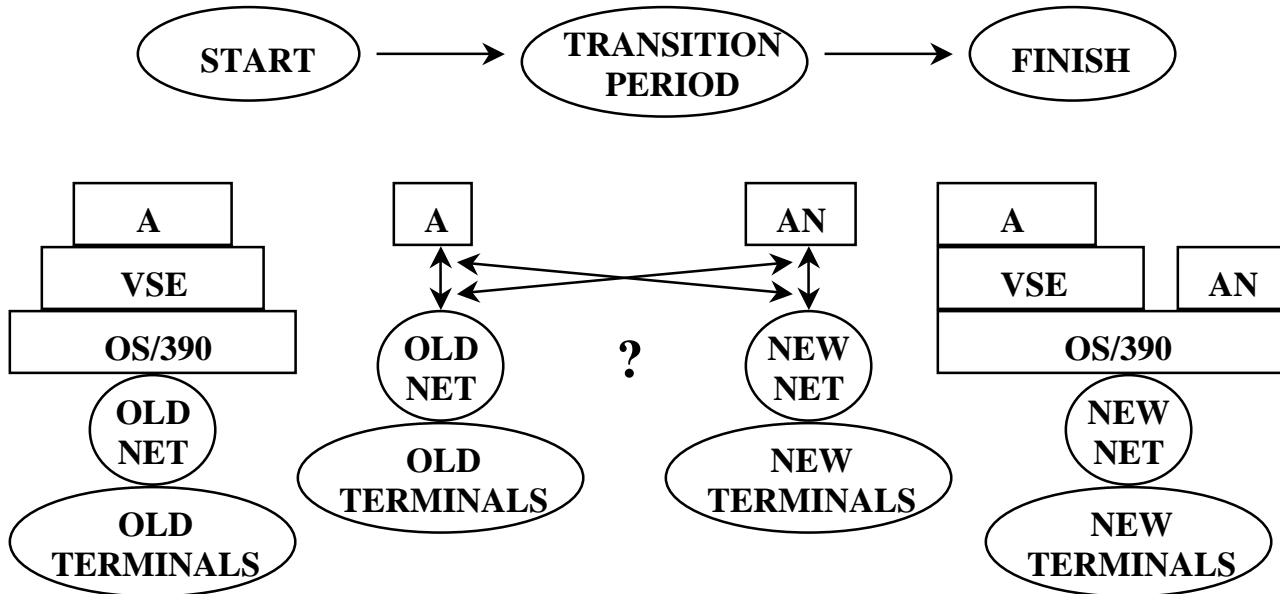 START
TRANSITION
PERIOD
FINISH
A
VSE
OS/390
OLD
NET
OLD
TERMINALS
A
OLD
NET
OLD
TERMINALS
?
AN
NEW
NET
NEW
TERMINALS
A
VSE
AN
OS/390
NEW
NET
NEW
TERMINALS